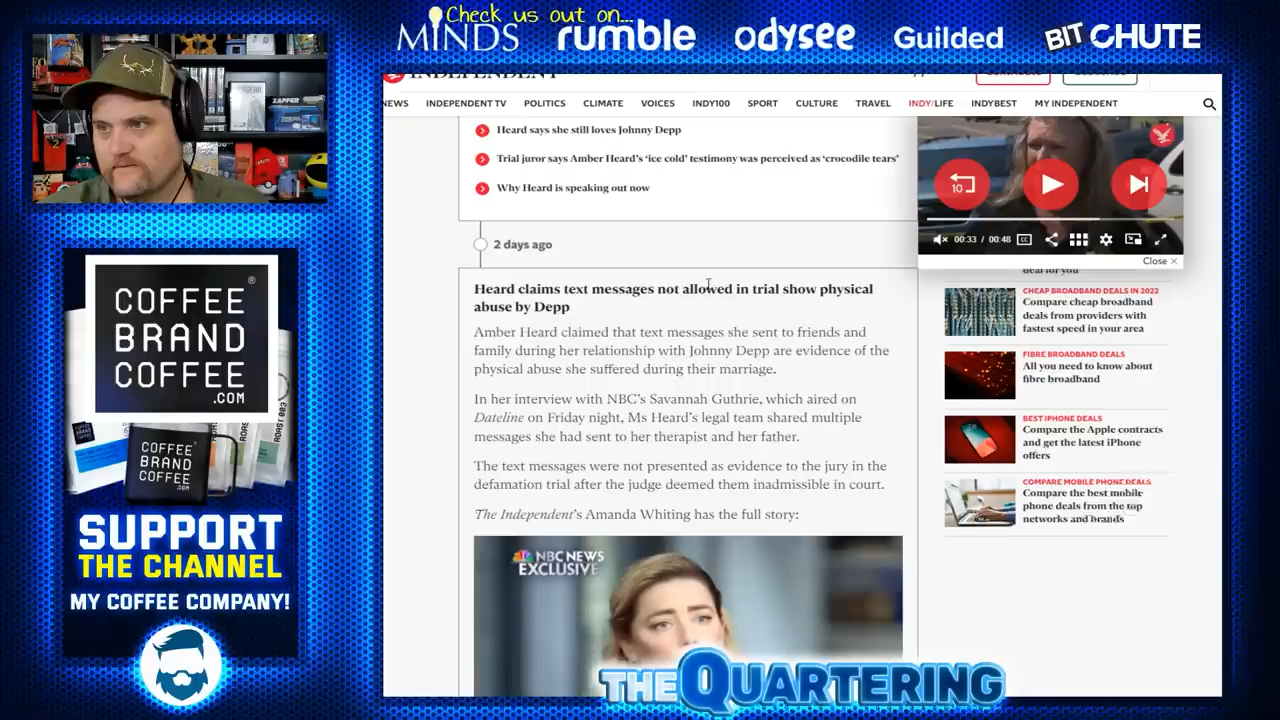 Check us out on...
MINDS
rumble
odysee
Guilded
BIT CHUTE
INDEPENDENT
NEWS INDEPENDENT TV POLITICS CLIMATE VOICES INDY100 SPORT CULTURE TRAVEL INDY/LIFE INDYBEST MY INDEPENDENT
Heard says she still loves Johnny Depp
Trial juror says Amber Heard's 'ice cold' testimony was perceived as 'crocodile tears'
Why Heard is speaking out now
2 days ago
Heard claims text messages not allowed in trial show physical
abuse by Depp
Amber Heard claimed that text messages she sent to friends and
family during her relationship with Johnny Depp are evidence of the
physical abuse she suffered during their marriage.
In her interview with NBC's Savannah Guthrie, which aired on
Dateline on Friday night, Ms Heard's legal team shared multiple
messages she had sent to her therapist and her father.
The text messages were not presented as evidence to the jury in the
defamation trial after the judge deemed them inadmissible in court.
The Independent's Amanda Whiting has the full story:
NBC NEWS
EXCLUSIVE
10
00:33 / 00:48
CC
Close ×
deal for you
CHEAP BROADBAND DEALS IN 2022
Compare cheap broadband
deals from providers with
fastest speed in your area
FIBRE BROADBAND DEALS
All you need to know about
fibre broadband
BEST IPHONE DEALS
Compare the Apple contracts
and get the latest iPhone
offers
COMPARE MOBILE PHONE DEALS
Compare the best mobile
phone deals from the top
networks and brands
ZAPPER
COFFEE
BRAND
COFFEE®
.COM
COFFEE
BRAND
COFFEE
.COM
SUPPORT
THE CHANNEL
MY COFFEE COMPANY!
THE QUARTERING